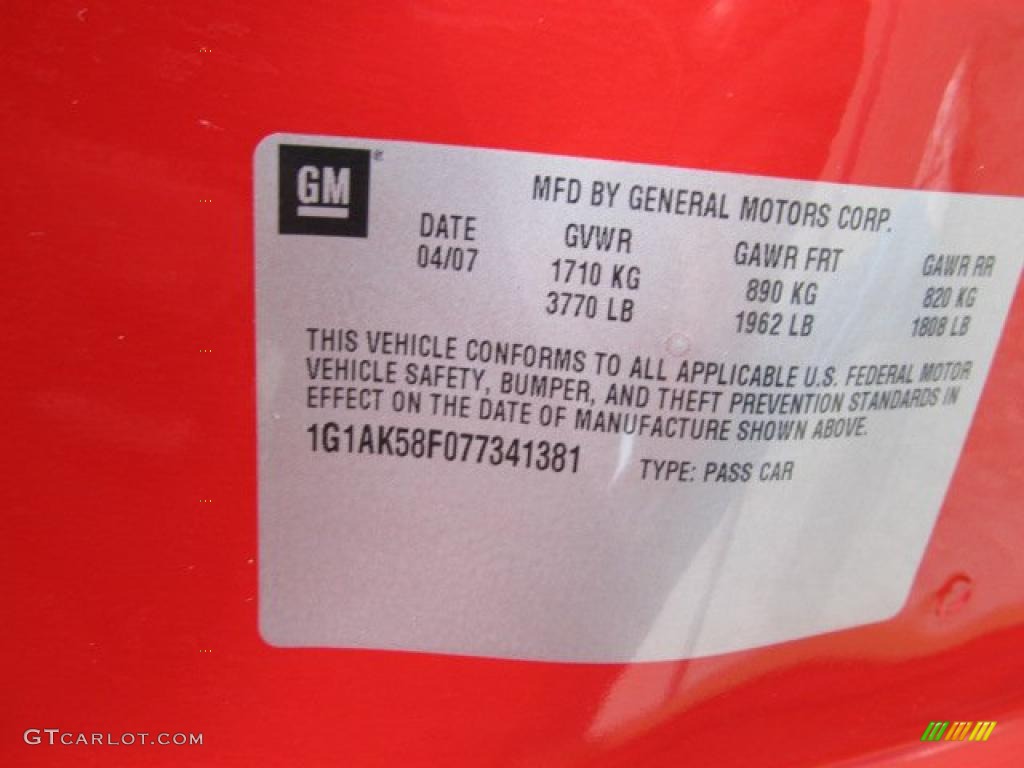 GM ®
MFD BY GENERAL MOTORS CORP.
DATE GVWR GAWR FRT GAWR RR
04/07 1710 KG 890 KG 820 KG
3770 LB 1962 LB 1808 LB
THIS VEHICLE CONFORMS TO ALL APPLICABLE U.S. FEDERAL MOTOR
VEHICLE SAFETY, BUMPER, AND THEFT PREVENTION STANDARDS IN
EFFECT ON THE DATE OF MANUFACTURE SHOWN ABOVE.
1G1AK58F077341381 TYPE: PASS CAR
GTCARLOT.COM